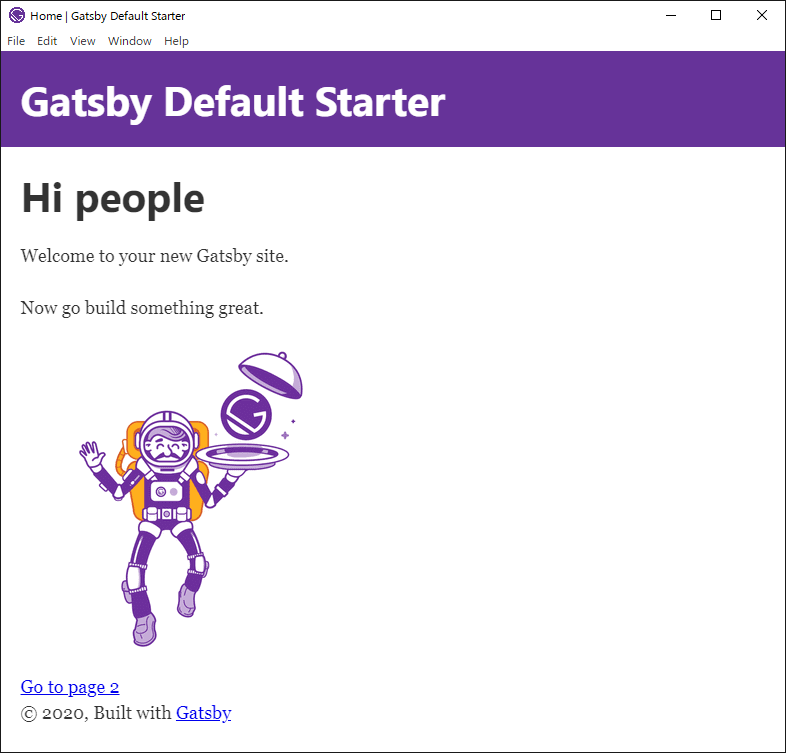 Home | Gatsby Default Starter
File Edit View Window Help
Gatsby Default Starter
Hi people
Welcome to your new Gatsby site.
Now go build something great.
Go to page 2
© 2020, Built with Gatsby